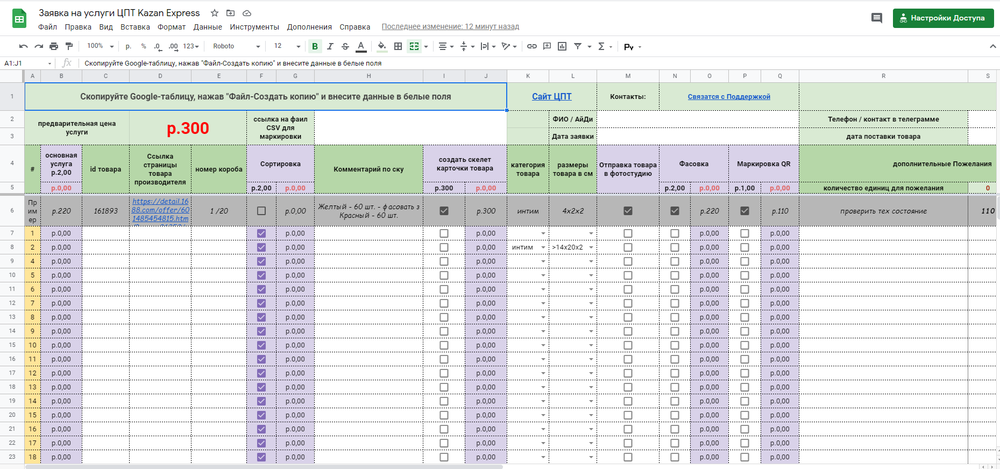 Заявка на услуги ЦПТ Kazan Express
Файл Правка Вид Вставка Формат Данные Инструменты Дополнения Справка Последнее изменение: 12 минут назад
Настройки Доступа
100% р. % .0 .00 123 Roboto 12 B I S A Σ Ру
A1:J1 fx Скопируйте Google-таблицу, нажав "Файл-Создать копию" и внесите данные в белые поля
A B C D E F G H I J K L M N O P Q R S
1 Скопируйте Google-таблицу, нажав "Файл-Создать копию" и внесите данные в белые поля Сайт ЦПТ Контакты: Связатся с Поддержкой
2 ФИО / АйДи Телефон / контакт в телеграмме
предварительная цена услуги р.300 ссылка на фаил CSV для маркировки
3 Дата заявки дата поставки товара
4 # основная услуга р.2,00 id товара Ссылка страницы товара производителя номер короба Сортировка Комментарий по ску создать скелет карточки товара категория товара размеры товара в см Отправка товара в фотостудию Фасовка Маркировка QR дополнительные Пожелания
5 р.0,00 р.2,00 р.0,00 р.300 р.0,00 р.2,00 р.0,00 р.1,00 р.0,00 количество единиц для пожелания 0
6 Пример р.220 161893 https://detail.1688.com/offer/601485454815.htm 1 /20 р.0,00 Желтый - 60 шт. - фасовать з Красный - 60 шт. р.300 интим 4х2х2 р.220 р.110 проверить тех состояние 110
7 1 р.0,00 р.0,00 р.0,00 р.0,00 р.0,00
8 2 р.0,00 р.0,00 р.0,00 интим >14х20х2 р.0,00 р.0,00
9 4 р.0,00 р.0,00 р.0,00 р.0,00 р.0,00
10 5 р.0,00 р.0,00 р.0,00 р.0,00 р.0,00
11 6 р.0,00 р.0,00 р.0,00 р.0,00 р.0,00
12 7 р.0,00 р.0,00 р.0,00 р.0,00 р.0,00
13 8 р.0,00 р.0,00 р.0,00 р.0,00 р.0,00
14 9 р.0,00 р.0,00 р.0,00 р.0,00 р.0,00
15 10 р.0,00 р.0,00 р.0,00 р.0,00 р.0,00
16 11 р.0,00 р.0,00 р.0,00 р.0,00 р.0,00
17 12 р.0,00 р.0,00 р.0,00 р.0,00 р.0,00
18 13 р.0,00 р.0,00 р.0,00 р.0,00 р.0,00
19 14 р.0,00 р.0,00 р.0,00 р.0,00 р.0,00
20 15 р.0,00 р.0,00 р.0,00 р.0,00 р.0,00
21 16 р.0,00 р.0,00 р.0,00 р.0,00 р.0,00
22 17 р.0,00 р.0,00 р.0,00 р.0,00 р.0,00
23 18 р.0,00 р.0,00 р.0,00 р.0,00 р.0,00